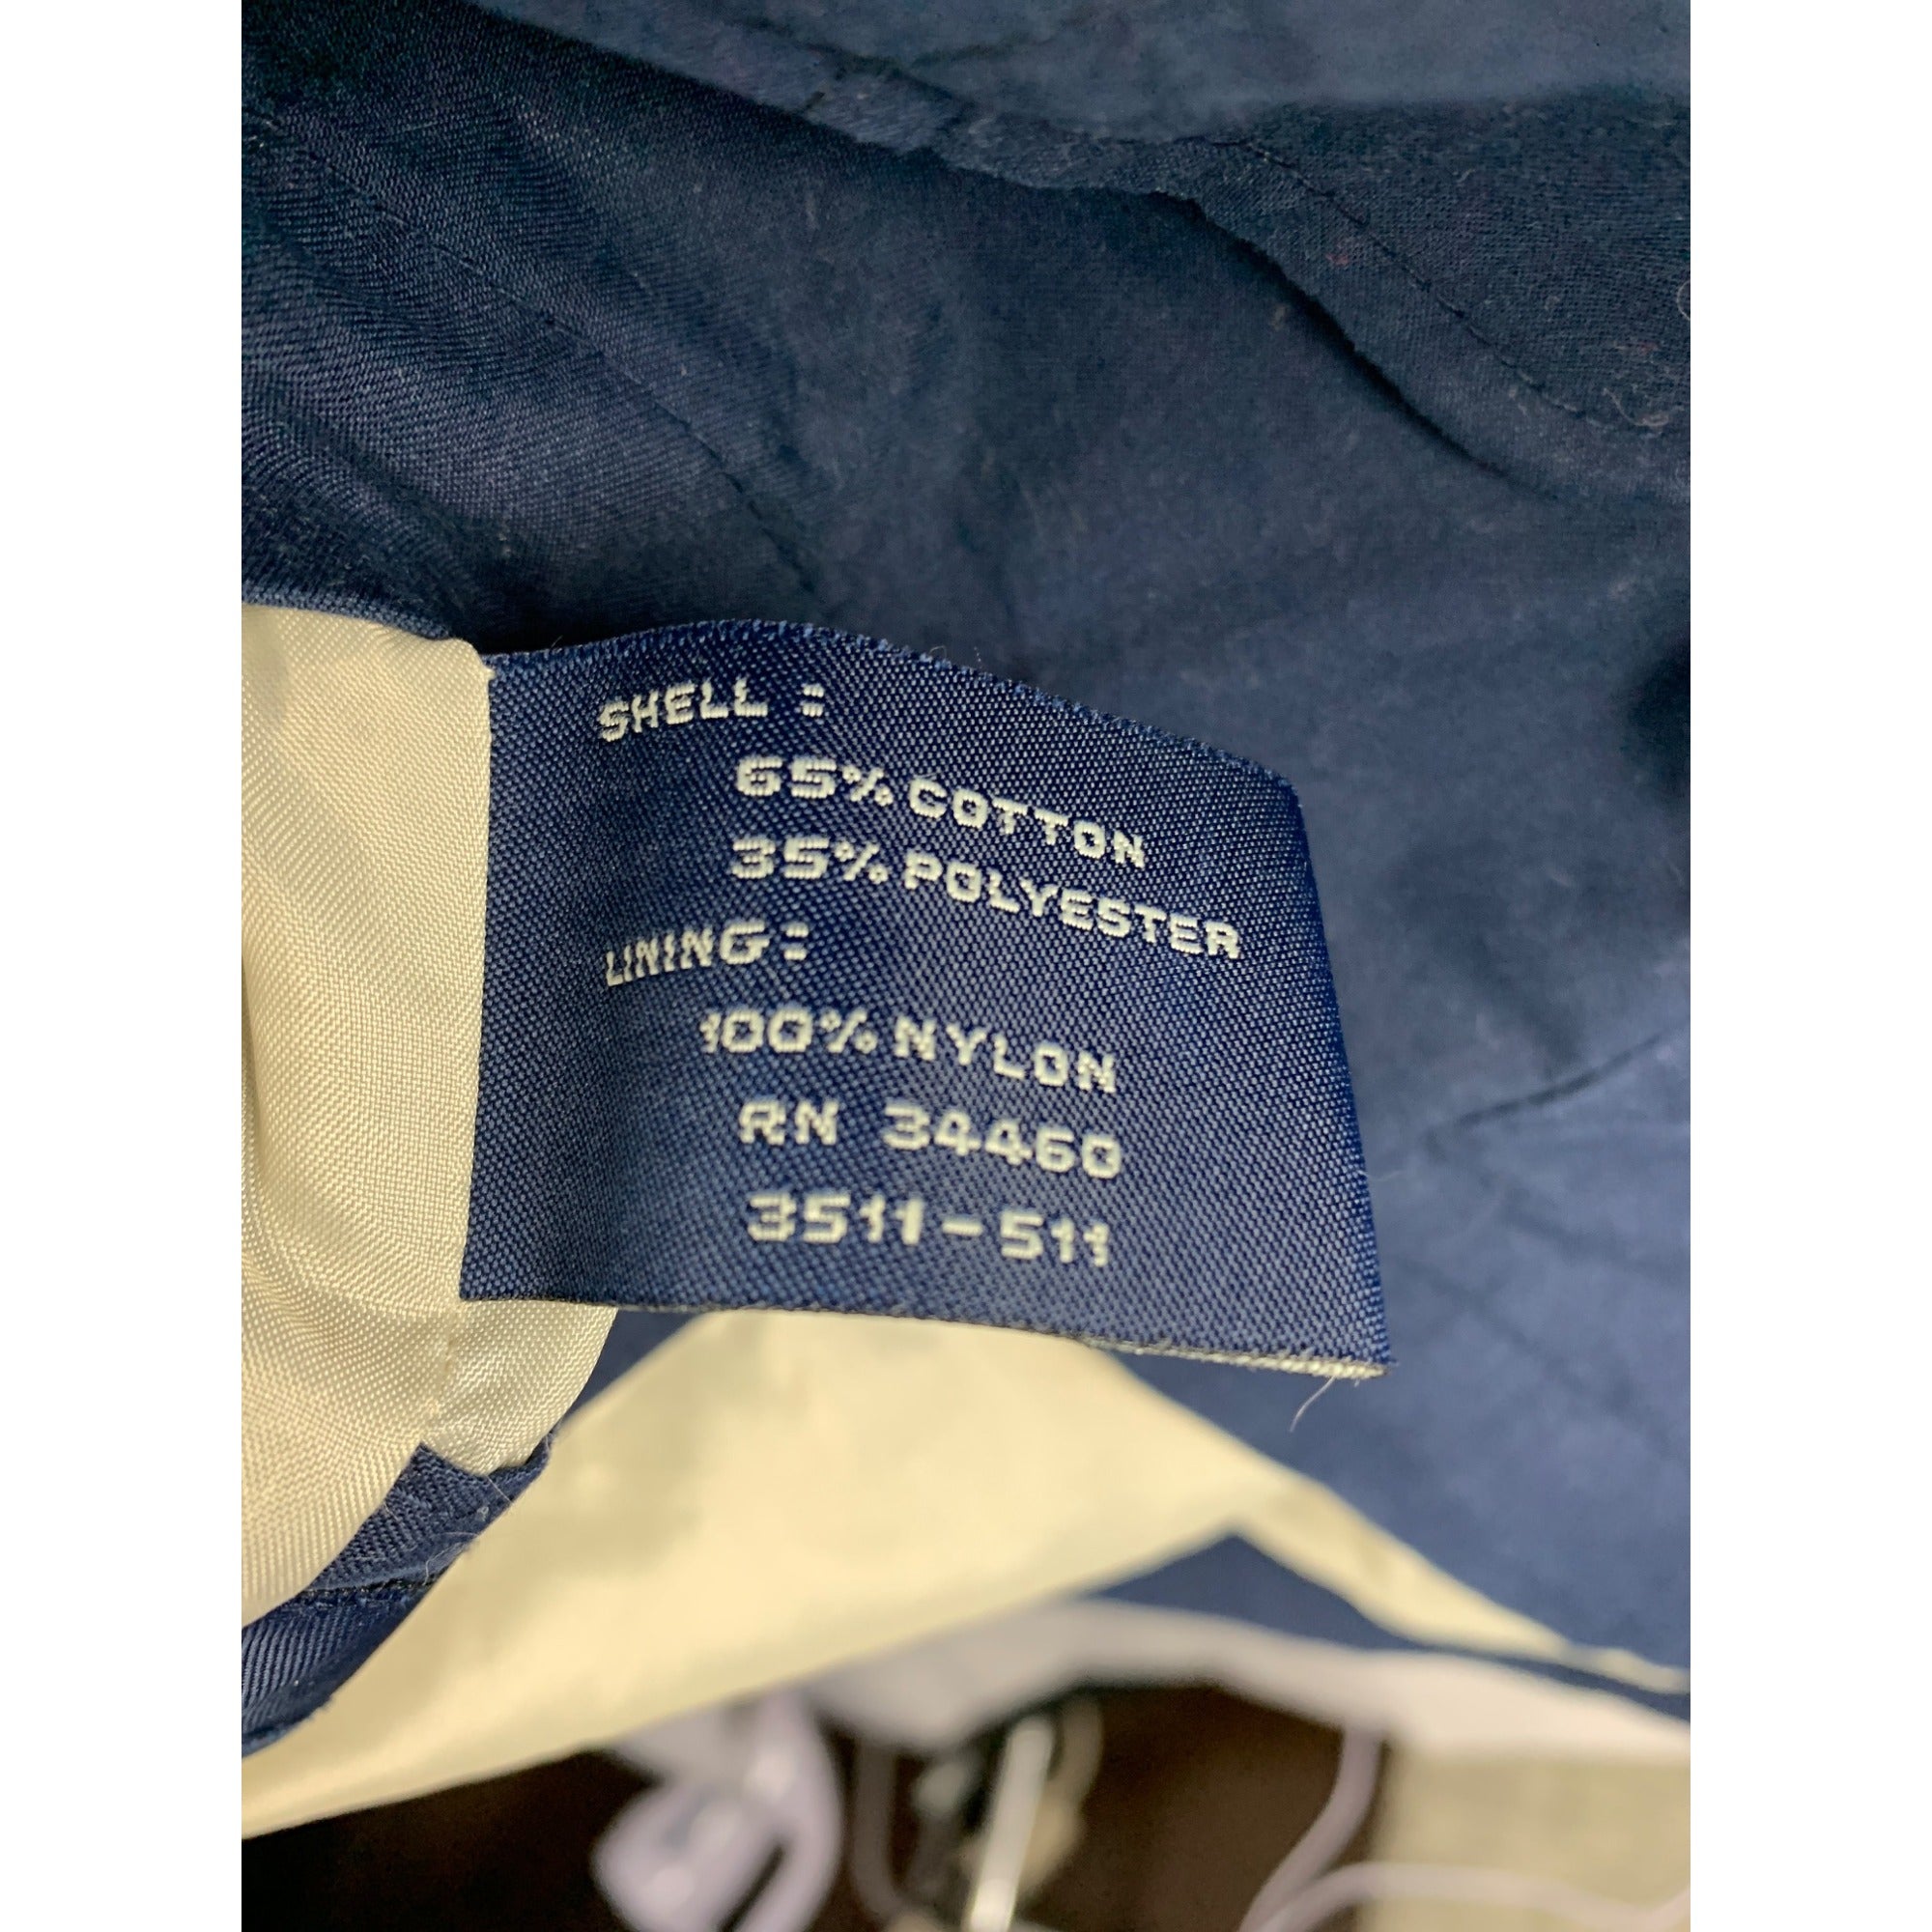 SHELL :
65% COTTON
35% POLYESTER
LINING :
100% NYLON
RN 34460
3511-511